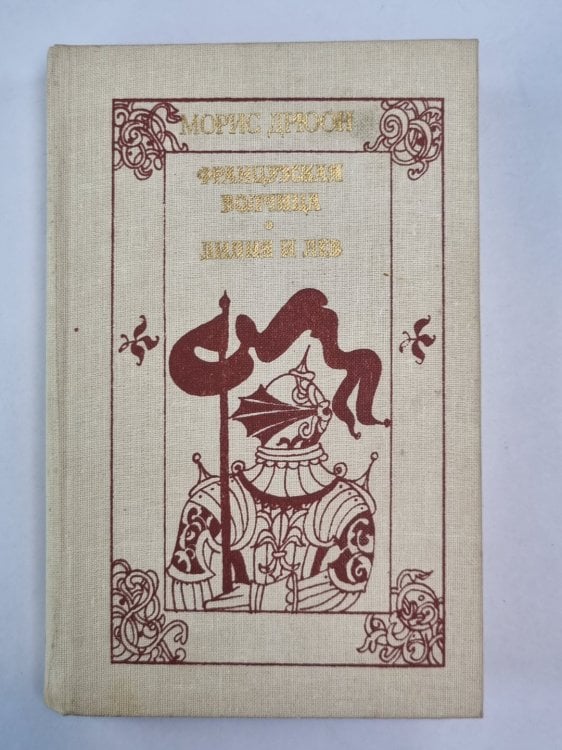 МОРИС ДРЮОН
ФРАНЦУЗСКАЯ
ВОЛЧИЦА
•
ЛИЛИЯ И ЛЕВ